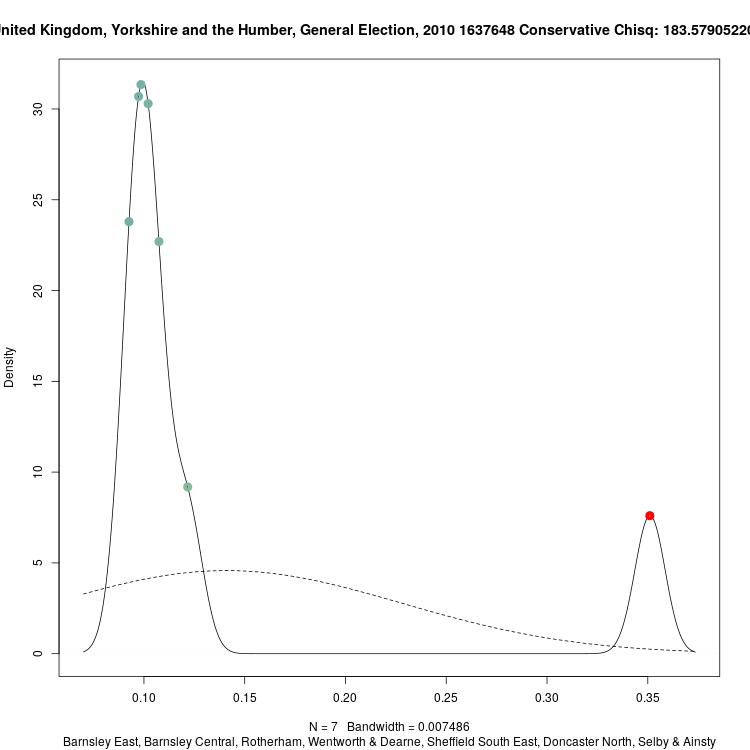 United Kingdom, Yorkshire and the Humber, General Election, 2010 1637648 Conservative Chisq: 183.57905220
Density
30
25
20
15
10
5
0
0.10 0.15 0.20 0.25 0.30 0.35
N = 7 Bandwidth = 0.007486
Barnsley East, Barnsley Central, Rotherham, Wentworth & Dearne, Sheffield South East, Doncaster North, Selby & Ainsty